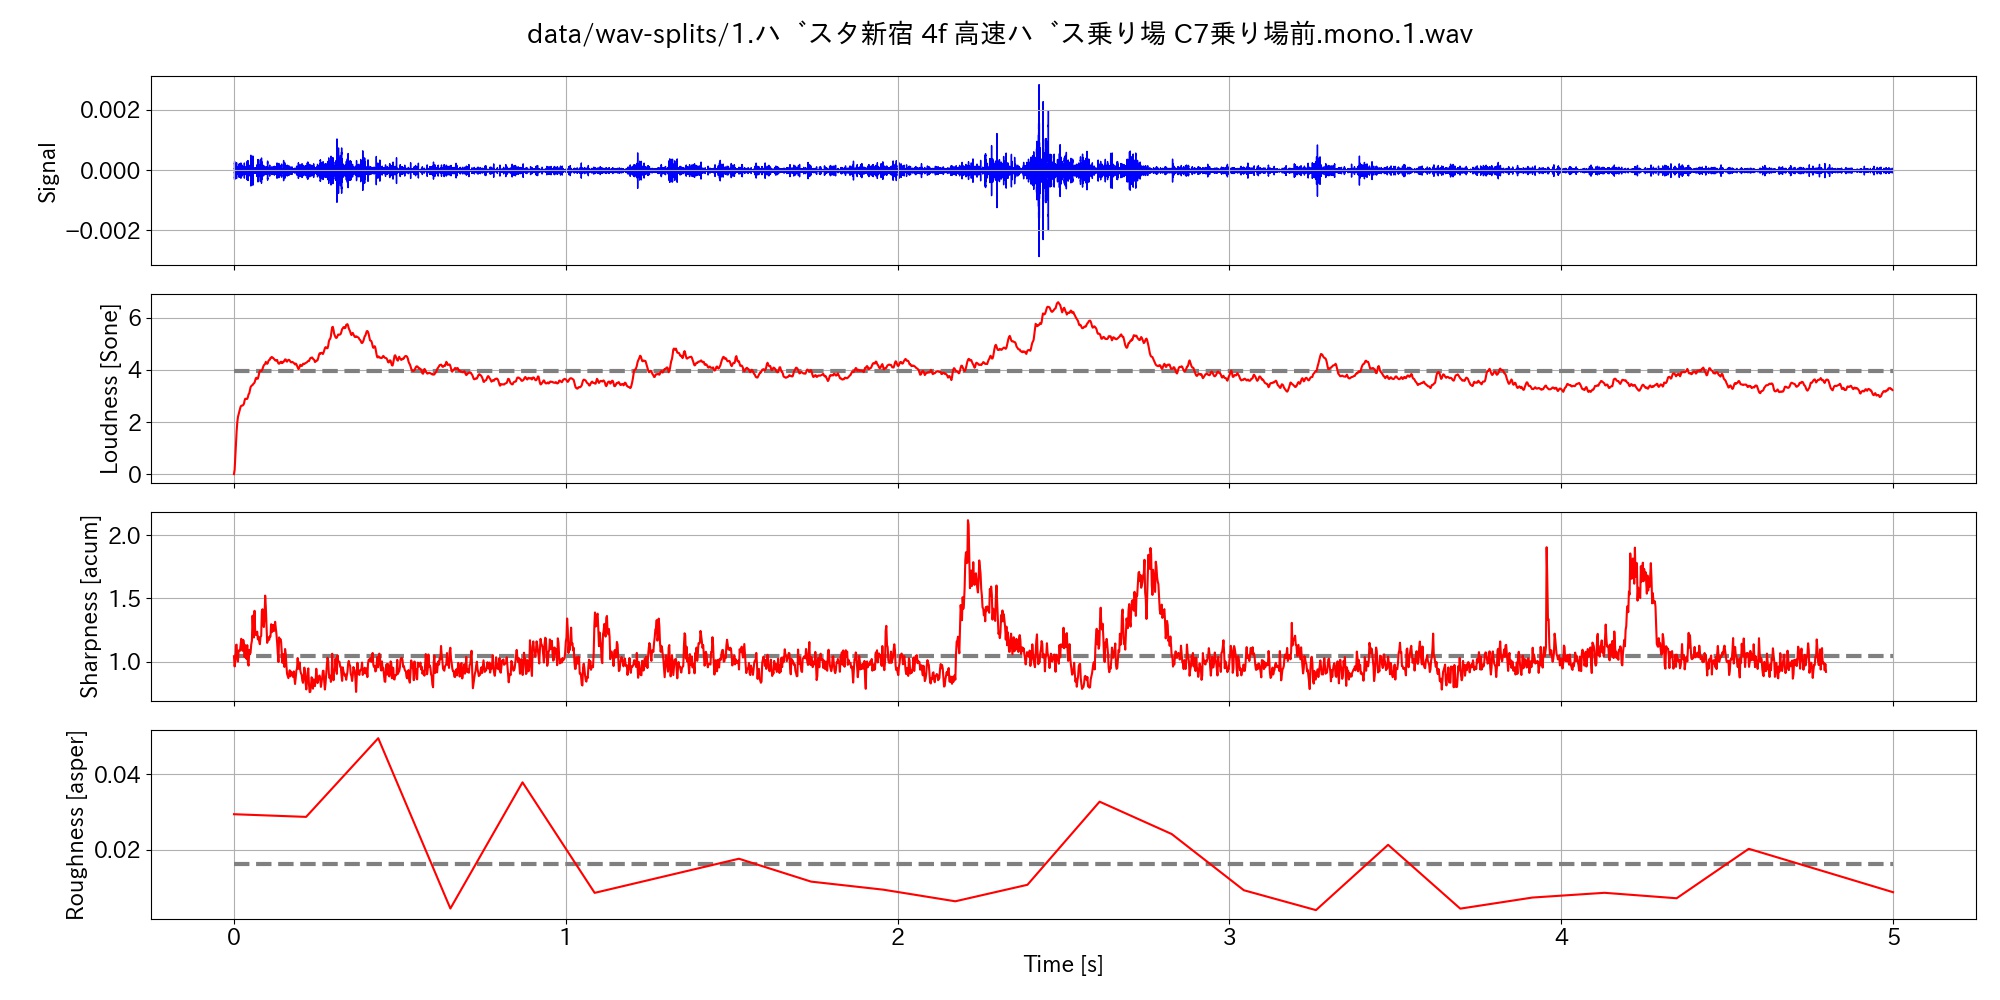 data/wav-splits/1.バスタ新宿 4f 高速バス乗り場 C7乗り場前.mono.1.wav
Signal
0.002
0.000
−0.002
Loudness [Sone]
6
4
2
0
Sharpness [acum]
2.0
1.5
1.0
Roughness [asper]
0.04
0.02
0 1 2 3 4 5
Time [s]